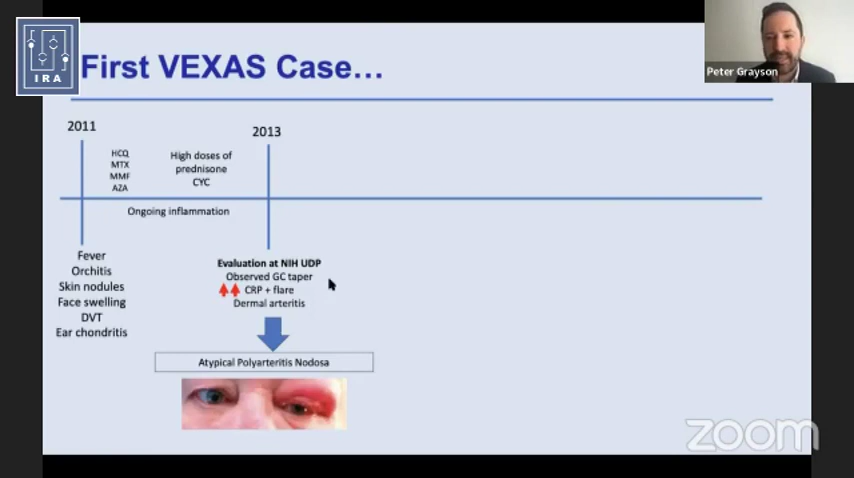 IRA
First VEXAS Case...
Peter Grayson
2011
2013
HCQ
MTX
MMF
AZA
High doses of
prednisone
CYC
Ongoing inflammation
Fever
Orchitis
Skin nodules
Face swelling
DVT
Ear chondritis
Evaluation at NIH UDP
Observed GC taper
CRP + flare
Dermal arteritis
Atypical Polyarteritis Nodosa
zoom